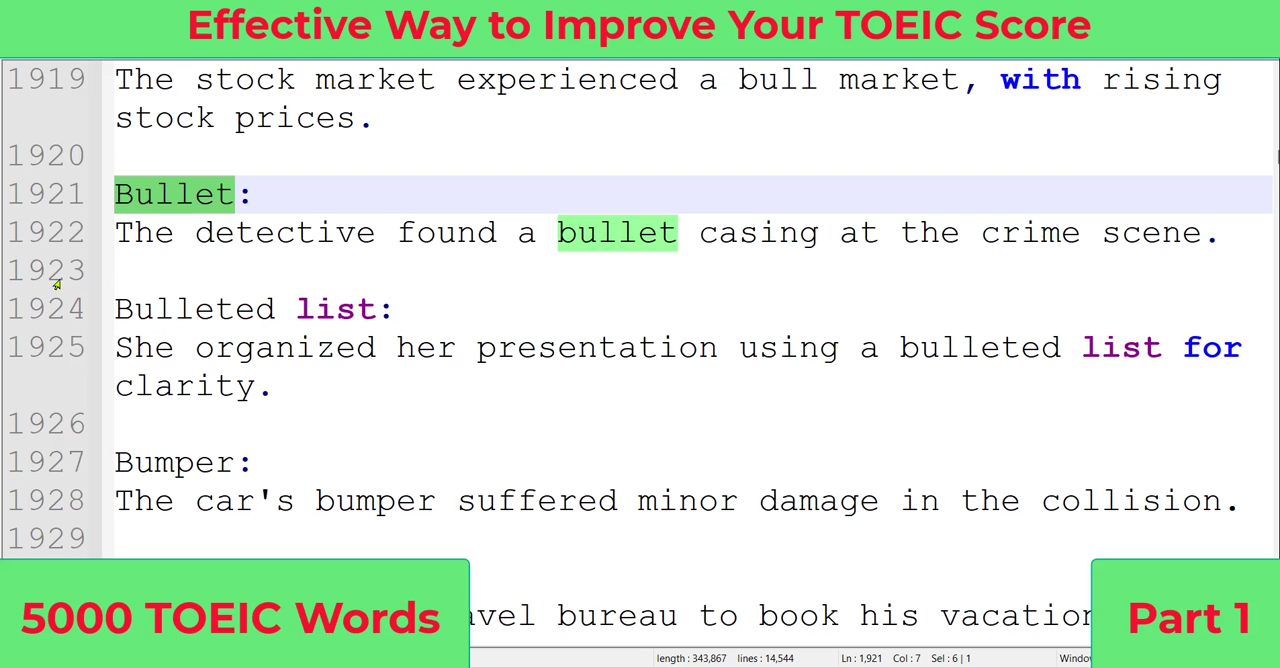 Effective Way to Improve Your TOEIC Score
1919 The stock market experienced a bull market, with rising
stock prices.
1920
1921 Bullet:
1922 The detective found a bullet casing at the crime scene.
1923
1924 Bulleted list:
1925 She organized her presentation using a bulleted list for
clarity.
1926
1927 Bumper:
1928 The car's bumper suffered minor damage in the collision.
1929
bureau to book his
5000 TOEIC Words
Part 1
length : 343,867 lines : 14,544 Ln : 1,921 Col : 7 Sel : 6 | 1